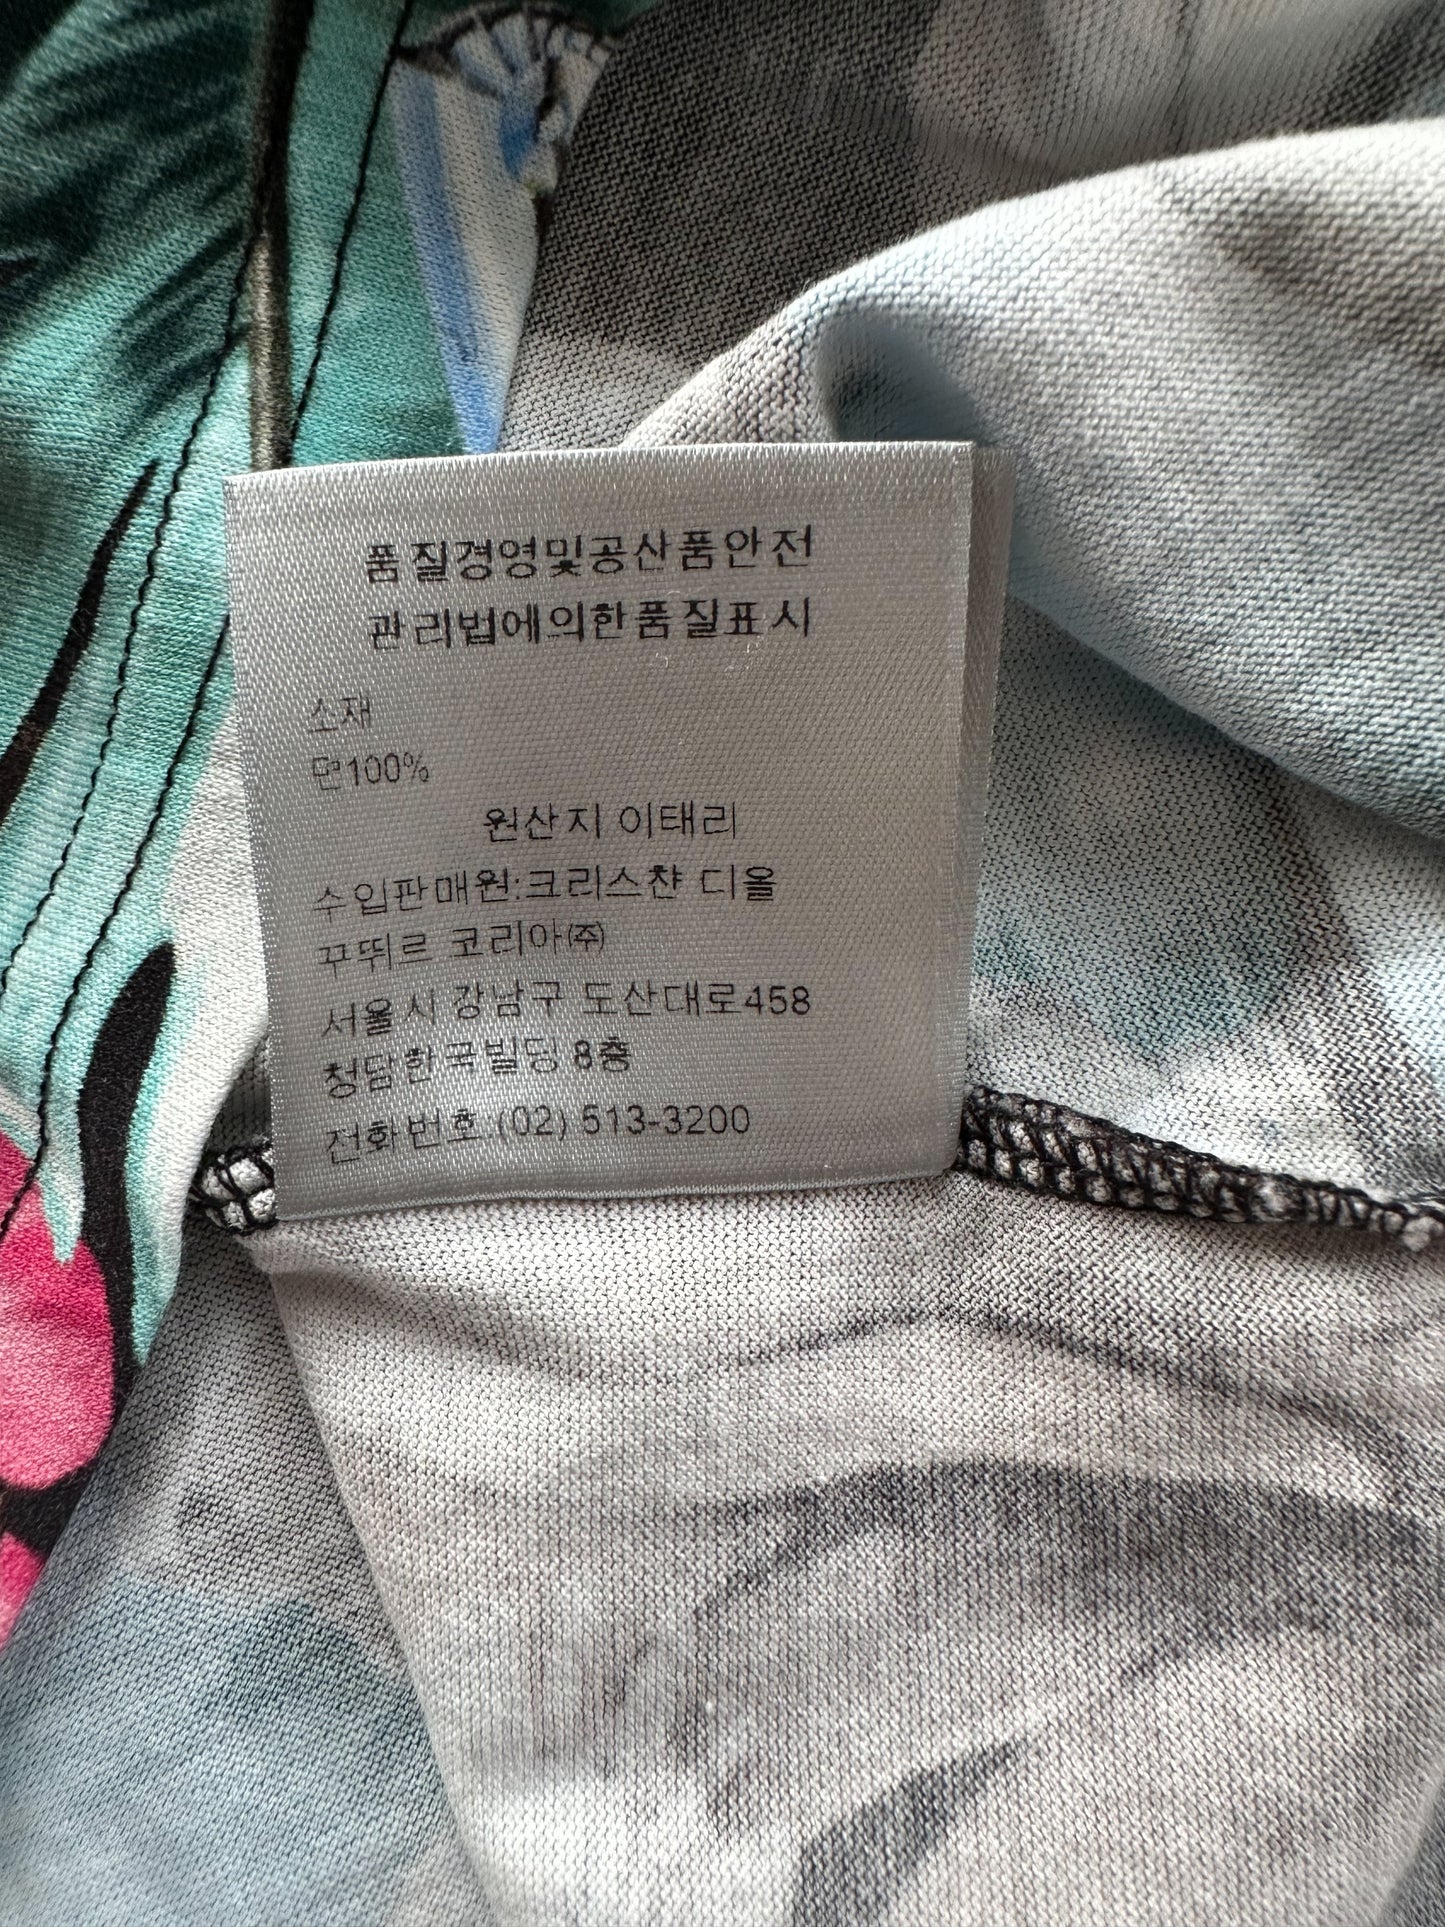 품질경영및공산품안전
관리법에의한품질표시
소재
면100%
원산지 이태리
수입판매원:크리스챤 디올
꾸뛰르 코리아㈜
서울시 강남구 도산대로458
청담한국빌딩 8층
전화번호.(02) 513-3200